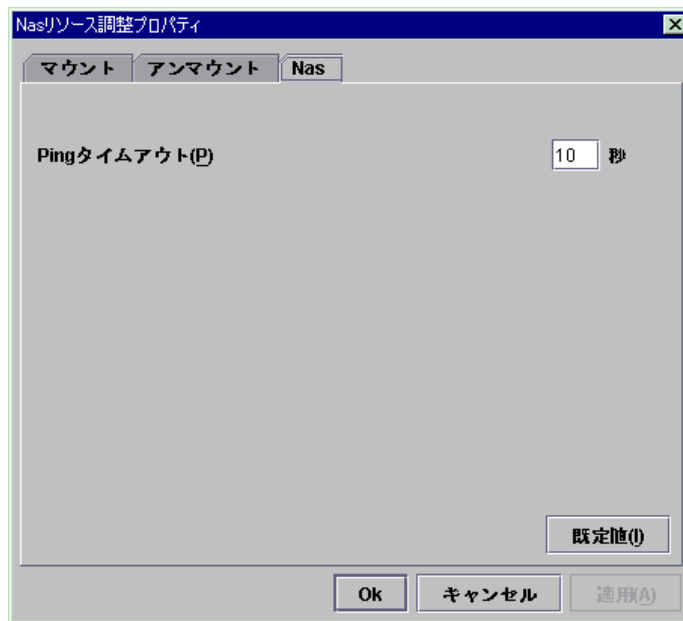 Nasリソース調整プロパティ
マウント アンマウント Nas
Pingタイムアウト(P) 10 秒
既定値(I)
Ok キャンセル 適用(A)